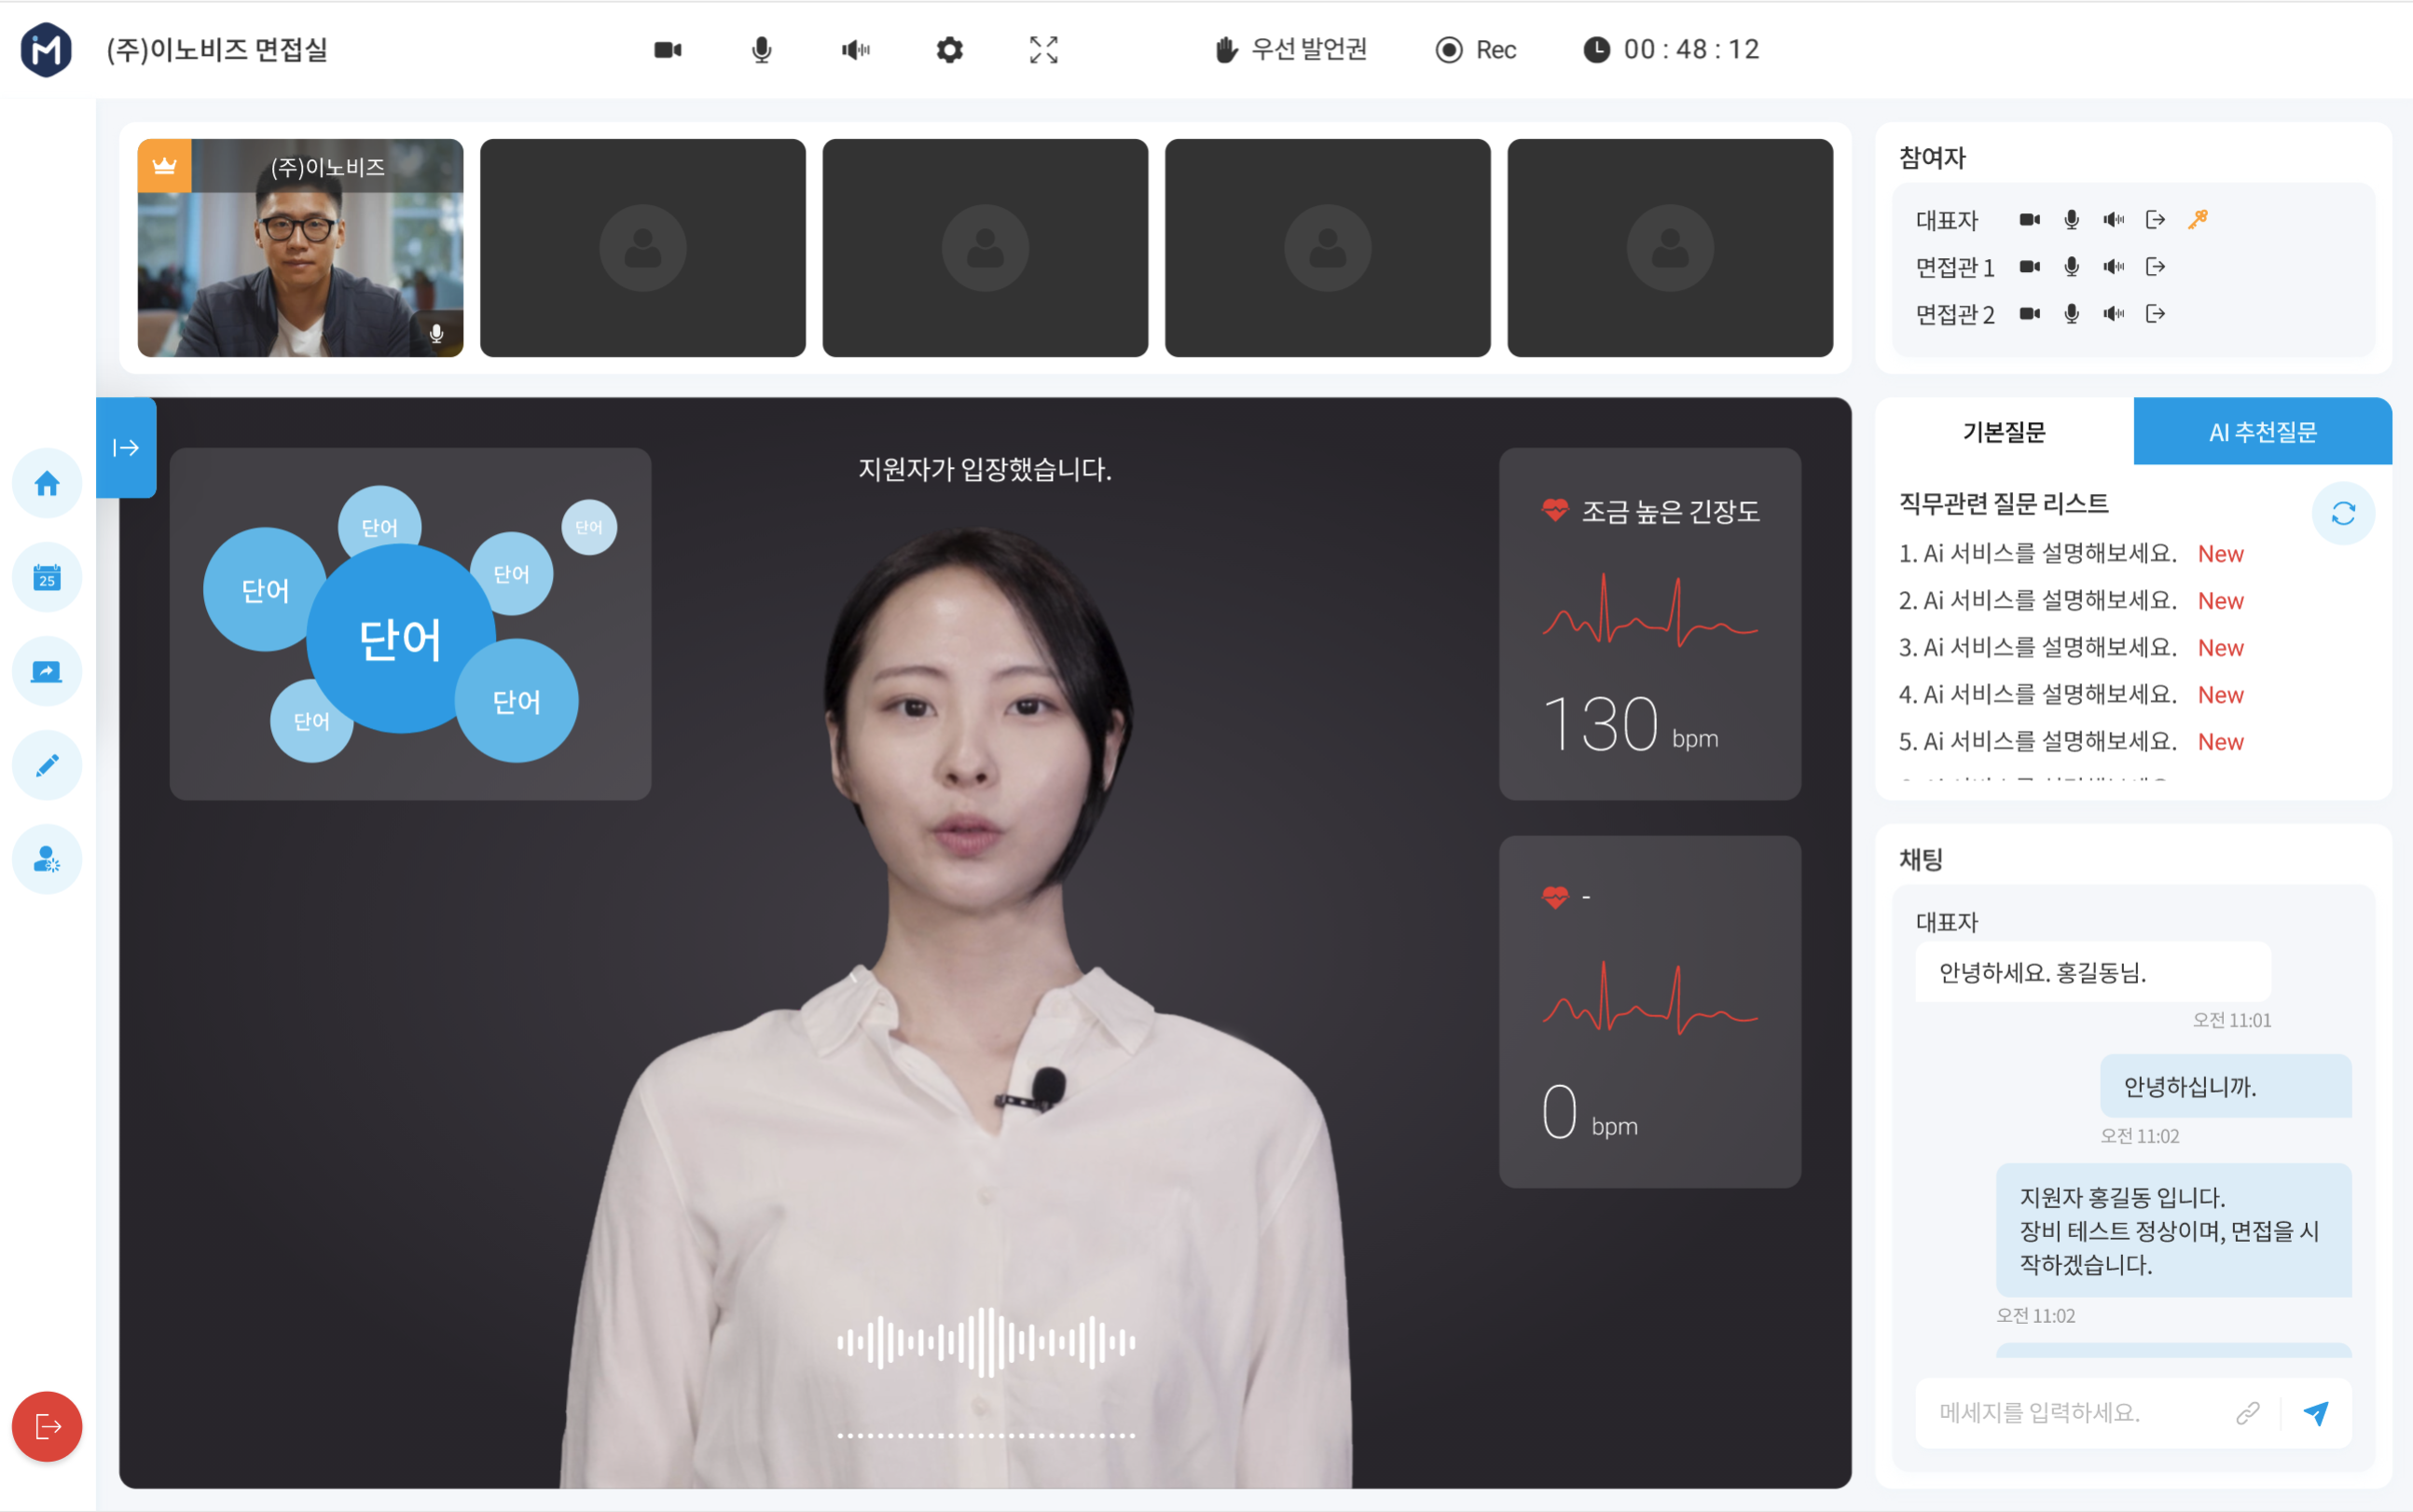 (주)이노비즈 면접실
우선 발언권
Rec
00 : 48 : 12
(주)이노비즈
참여자
대표자
면접관 1
면접관 2
25
지원자가 입장했습니다.
단어
단어
단어
단어
단어
단어
단어
조금 높은 긴장도
130 bpm
-
0 bpm
기본질문
AI 추천질문
직무관련 질문 리스트
1. Ai 서비스를 설명해보세요. New
2. Ai 서비스를 설명해보세요. New
3. Ai 서비스를 설명해보세요. New
4. Ai 서비스를 설명해보세요. New
5. Ai 서비스를 설명해보세요. New
채팅
대표자
안녕하세요. 홍길동님.
오전 11:01
안녕하십니까.
오전 11:02
지원자 홍길동 입니다.
장비 테스트 정상이며, 면접을 시
작하겠습니다.
오전 11:02
메세지를 입력하세요.